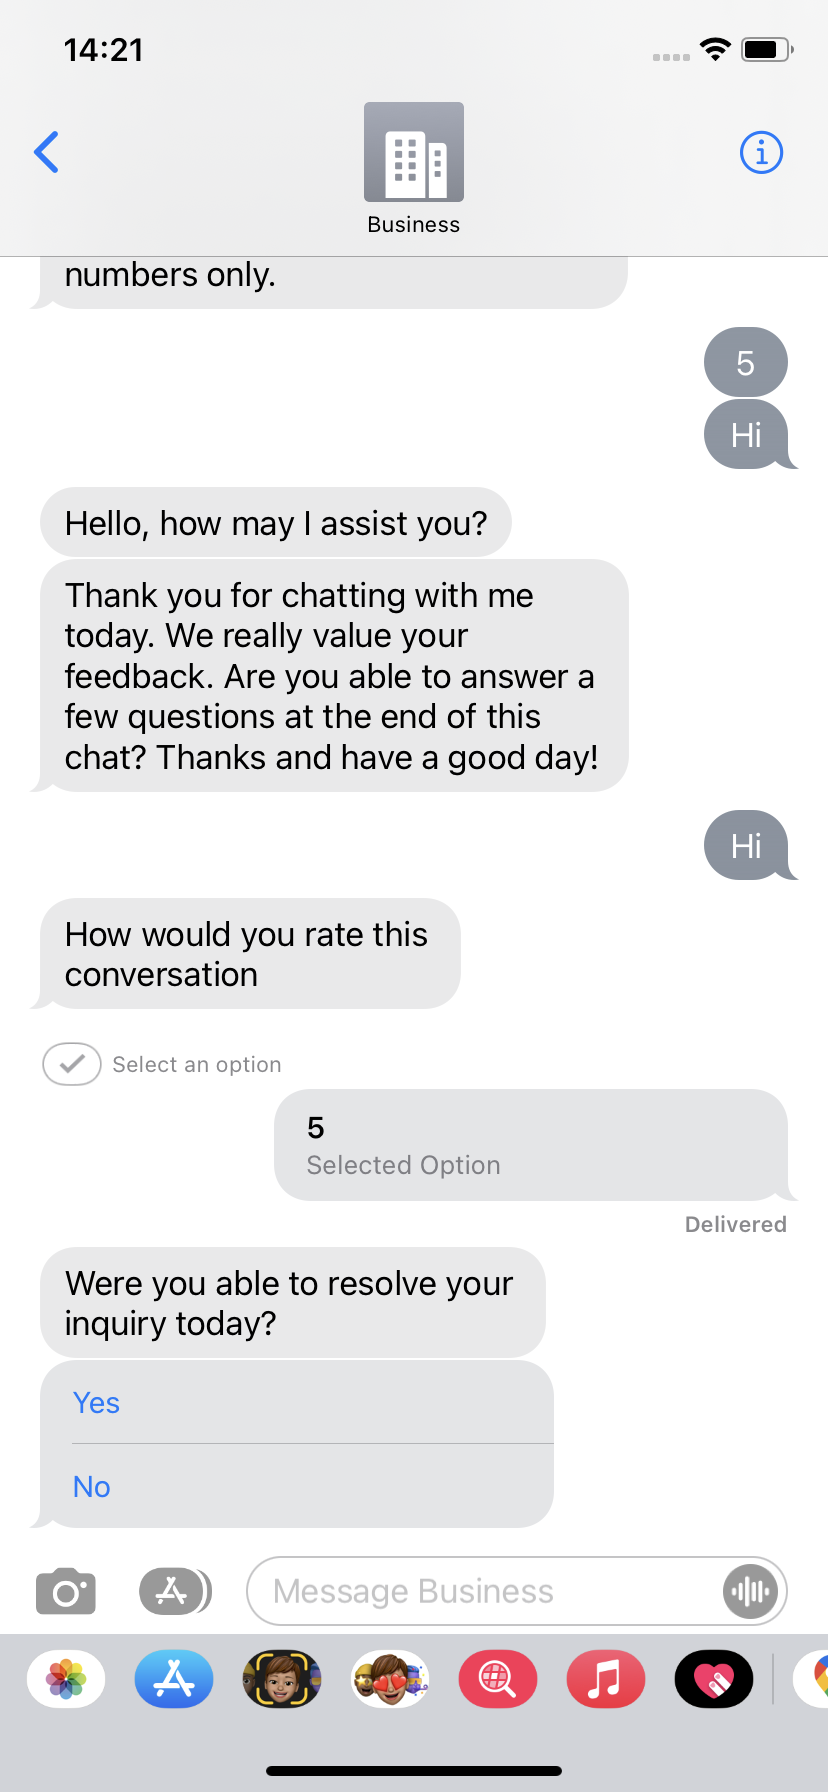 14:21
Business
numbers only.
5
Hi
Hello, how may I assist you?
Thank you for chatting with me
today. We really value your
feedback. Are you able to answer a
few questions at the end of this
chat? Thanks and have a good day!
Hi
How would you rate this
conversation
Select an option
5
Selected Option
Delivered
Were you able to resolve your
inquiry today?
Yes
No
Message Business